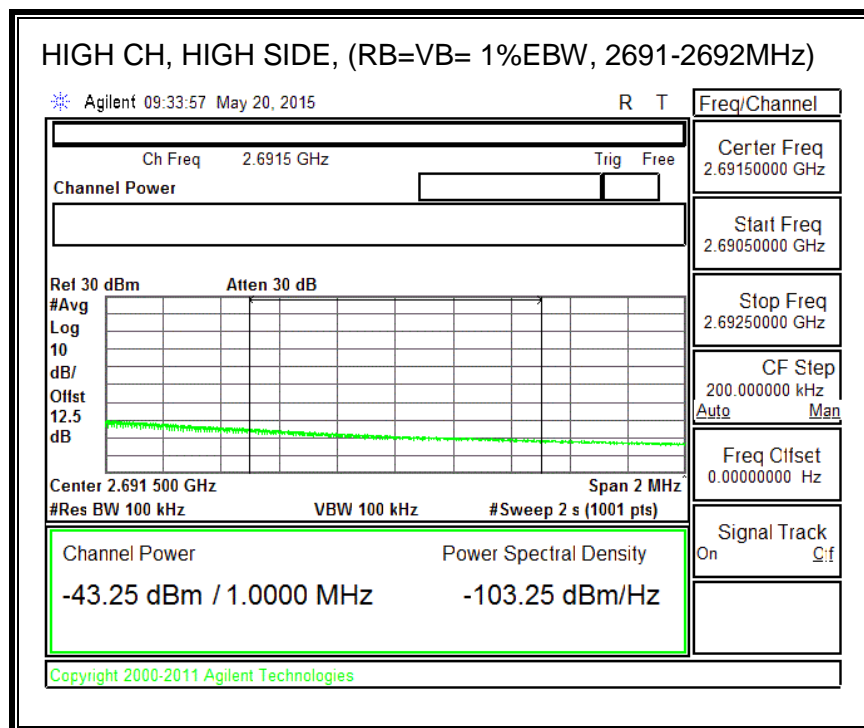 HIGH CH, HIGH SIDE, (RB=VB= 1%EBW, 2691-2692MHz)
Agilent 09:33:57 May 20, 2015 R T
Freq/Channel
Ch Freq 2.6915 GHz Trig Free
Channel Power
Center Freq
2.69150000 GHz
Start Freq
2.69050000 GHz
Stop Freq
2.69250000 GHz
CF Step
200.000000 kHz
Auto Man
Freq Offset
0.00000000 Hz
Signal Track
On Off
Ref 30 dBm Atten 30 dB
#Avg
Log
10
dB/
Offst
12.5
dB
Center 2.691 500 GHz Span 2 MHz
#Res BW 100 kHz VBW 100 kHz #Sweep 2 s (1001 pts)
Channel Power Power Spectral Density
-43.25 dBm / 1.0000 MHz -103.25 dBm/Hz
Copyright 2000-2011 Agilent Technologies